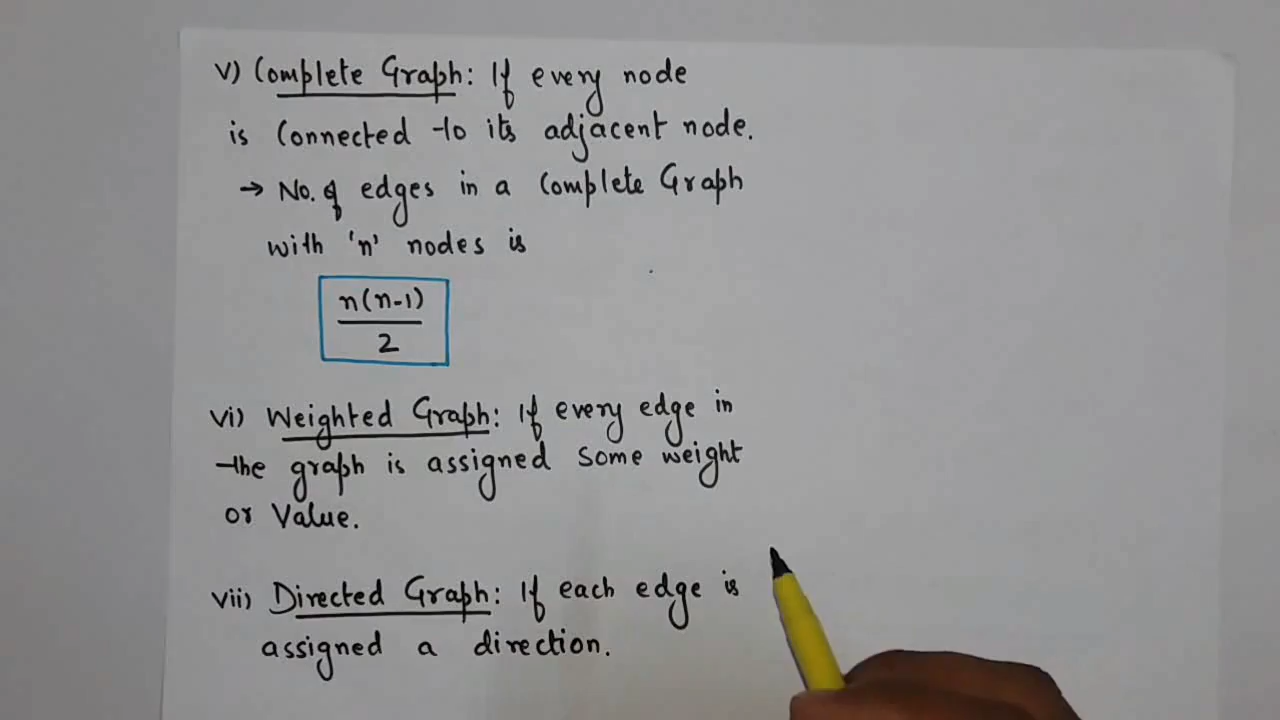 v) Complete Graph: If every node
is connected to its adjacent node.
→ No. of edges in a complete Graph
with 'n' nodes is
n(n-1)
2
vi) Weighted Graph: If every edge in
the graph is assigned some weight
or value.
vii) Directed Graph: If each edge is
assigned a direction.